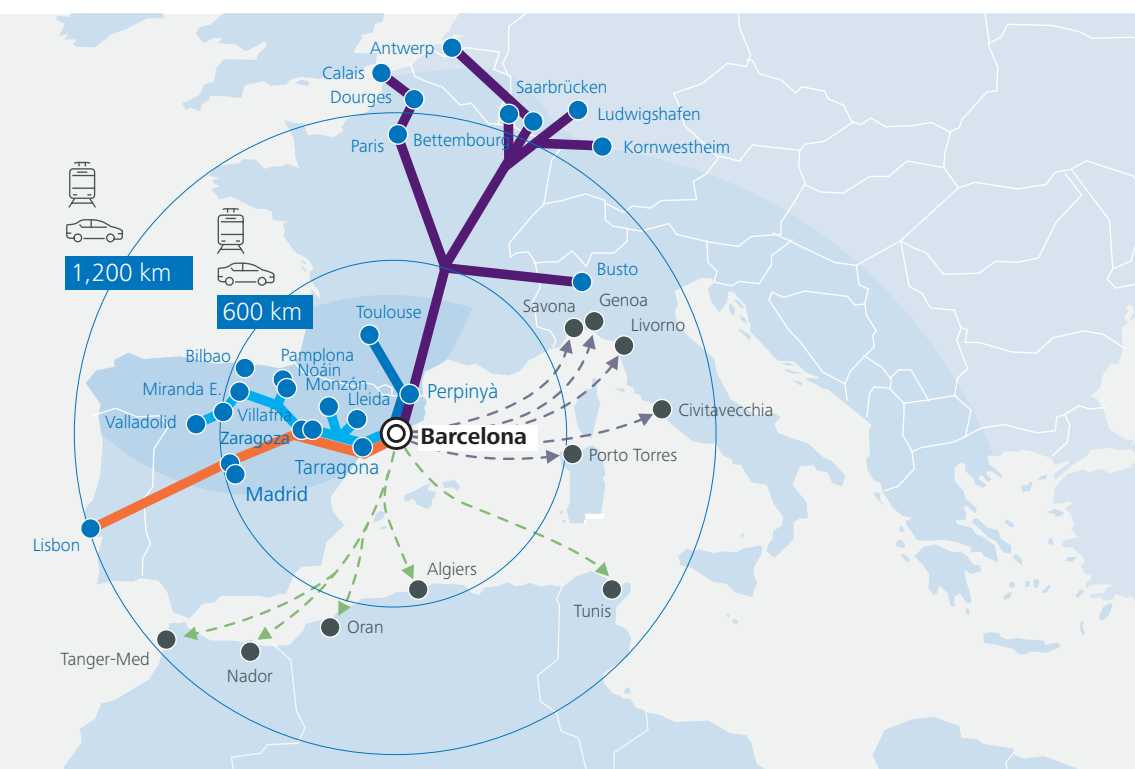 Antwerp
Calais
Saarbrücken
Dourges
Ludwigshafen
Paris
Bettembourg
Kornwestheim
1,200 km
600 km
Busto
Savona
Genoa
Toulouse
Livorno
Bilbao
Pamplona
Noáin
Miranda E.
Monzón
Lleida
Perpinyà
Valladolid
Villafría
Civitavecchia
Zaragoza
Barcelona
Tarragona
Porto Torres
Madrid
Lisbon
Algiers
Tunis
Oran
Tanger-Med
Nador